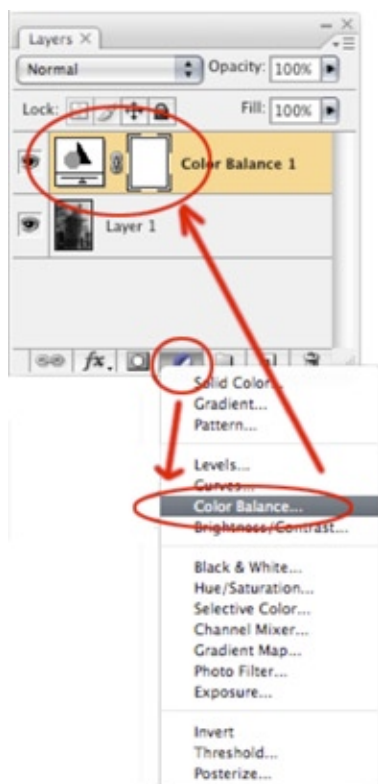 Layers ×
Normal Opacity: 100%
Lock: Fill: 100%
Color Balance 1
Layer 1
fx.
Solid Color...
Gradient...
Pattern...
Levels...
Curves...
Color Balance...
Brightness/Contrast...
Black & White...
Hue/Saturation...
Selective Color...
Channel Mixer...
Gradient Map...
Photo Filter...
Exposure...
Invert
Threshold...
Posterize...